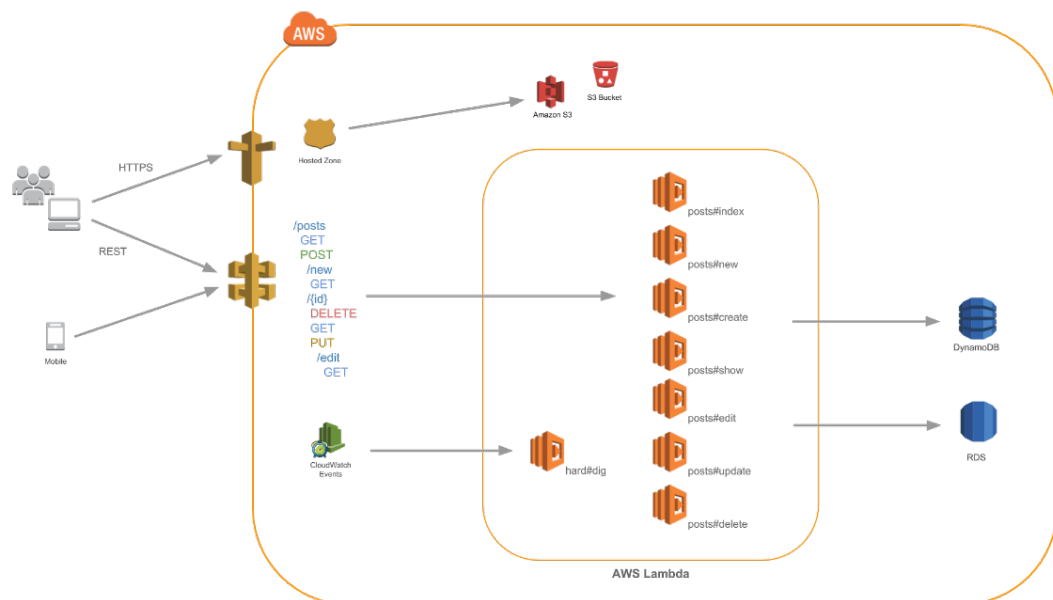 AWS
S3 Bucket
Amazon S3
Hosted Zone
HTTPS
REST
Mobile
/posts
GET
POST
/new
GET
/{id}
DELETE
GET
PUT
/edit
GET
CloudWatch
Events
hard#dig
posts#index
posts#new
posts#create
posts#show
posts#edit
posts#update
posts#delete
AWS Lambda
DynamoDB
RDS